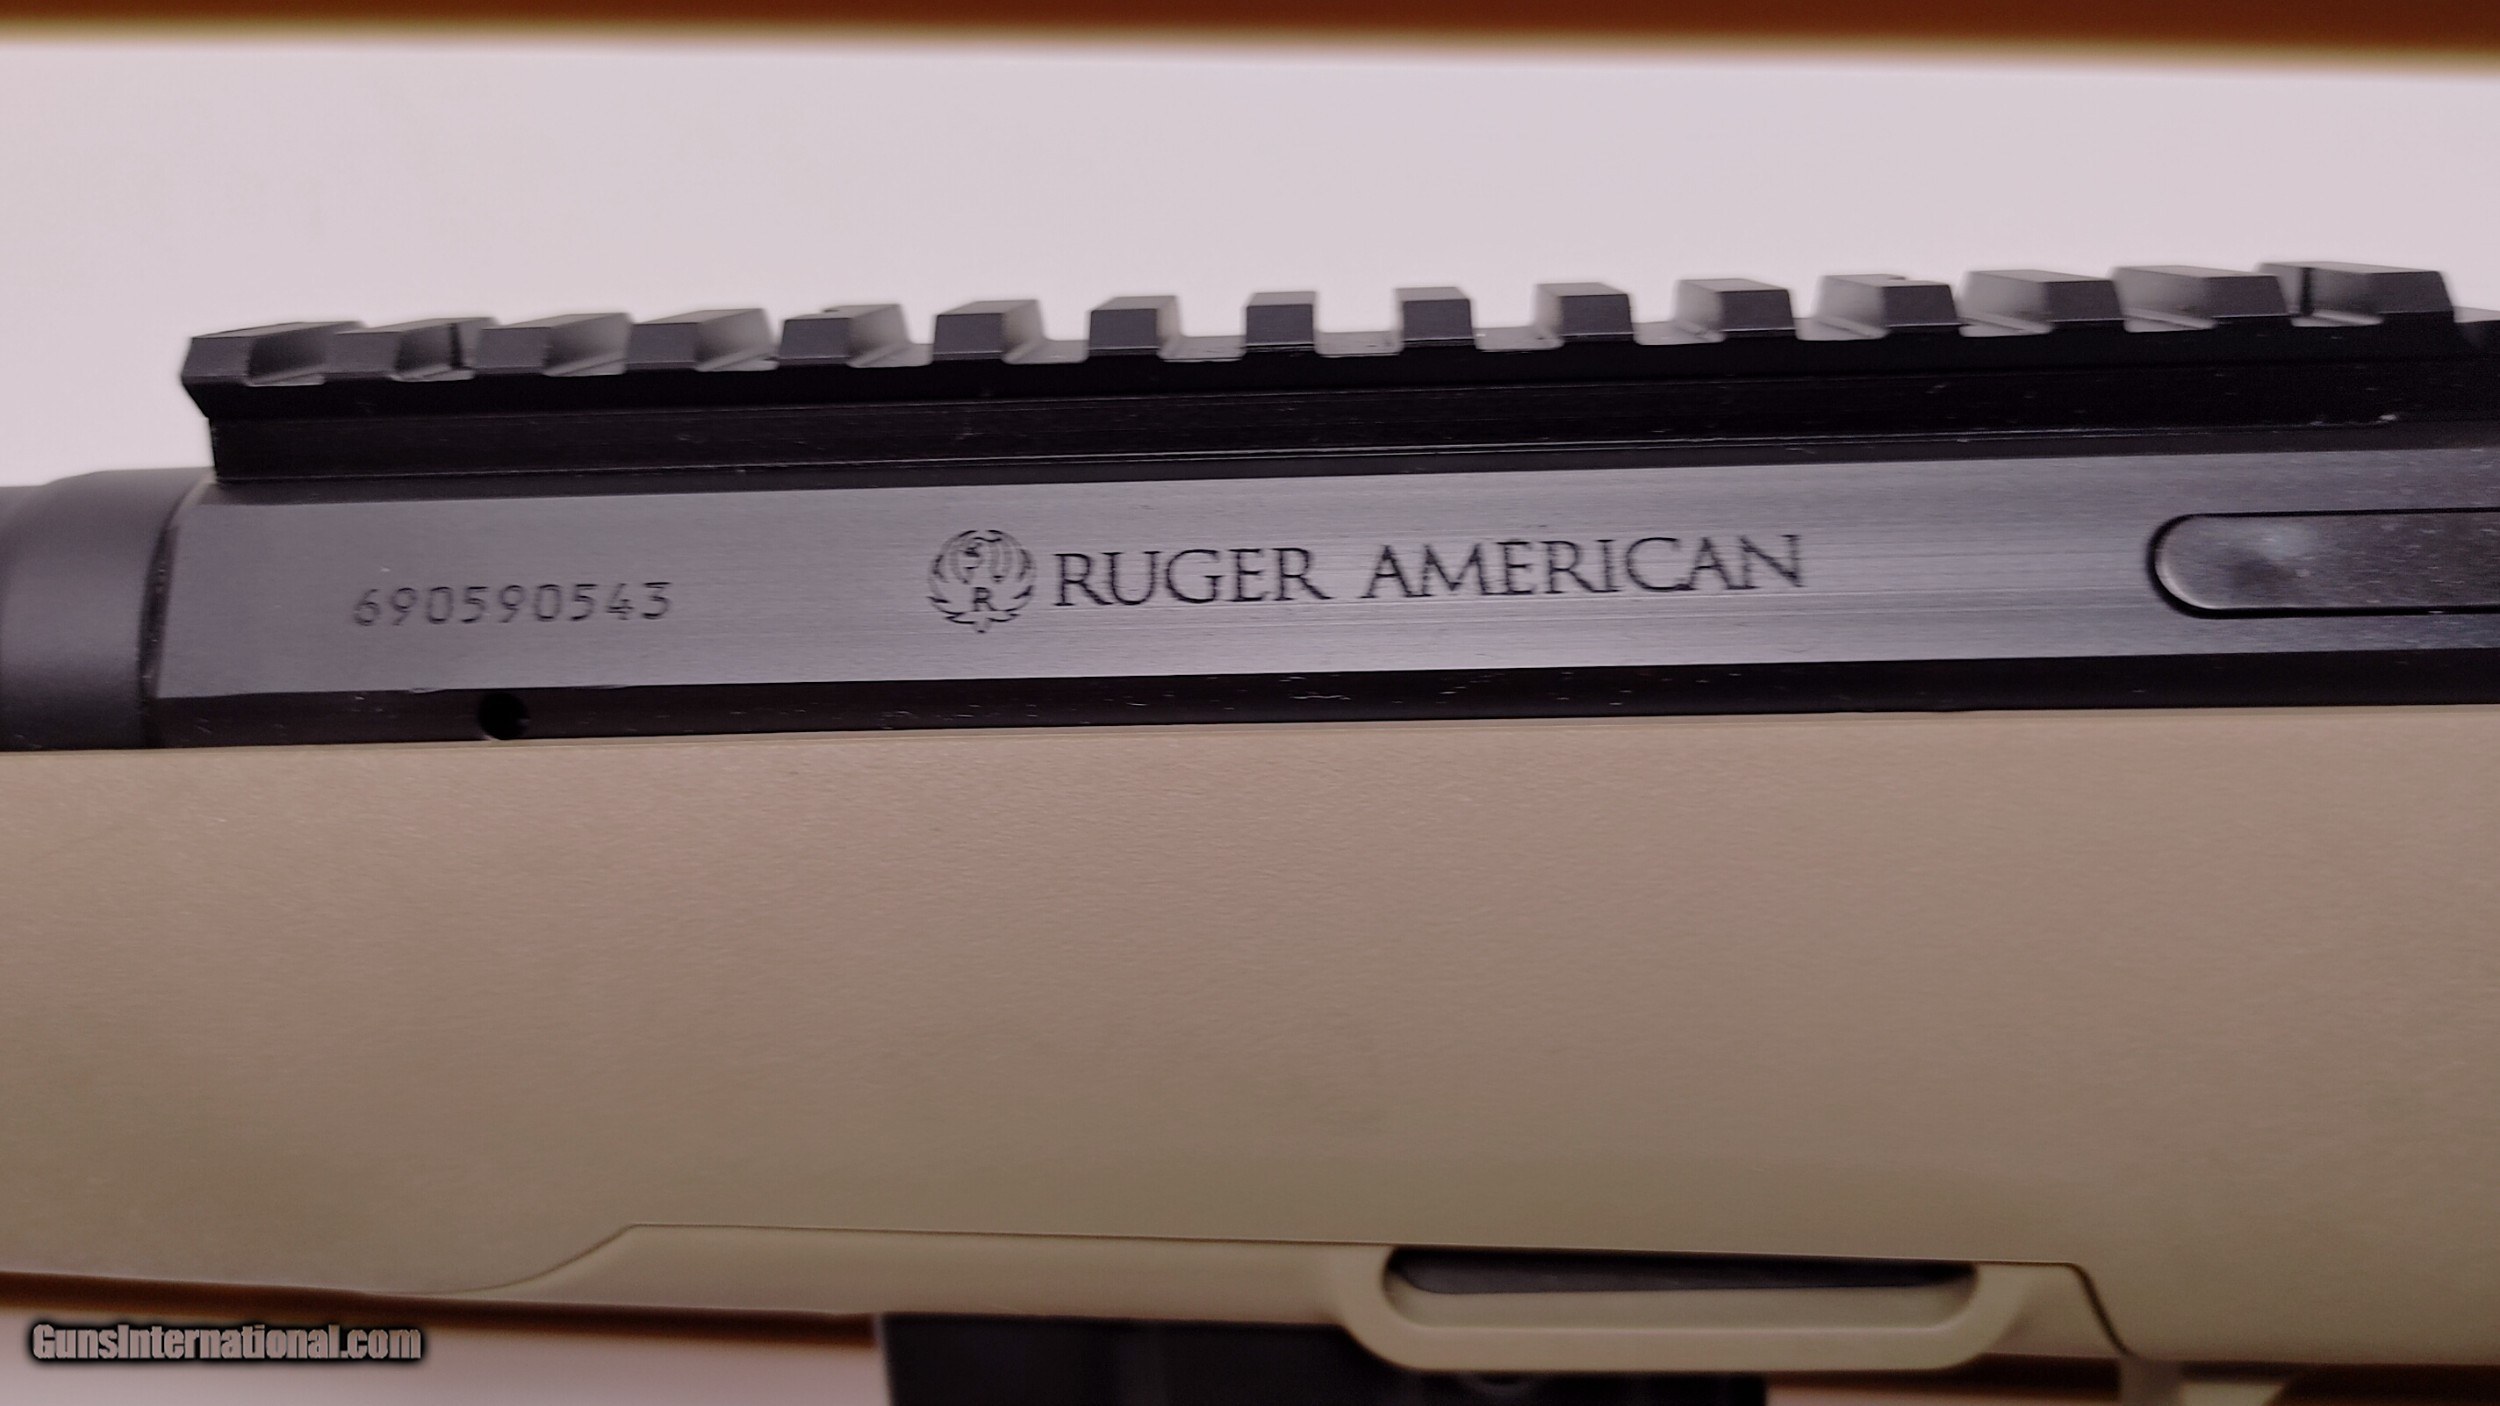 690590543 RUGER AMERICAN
R
GunsInternational.com